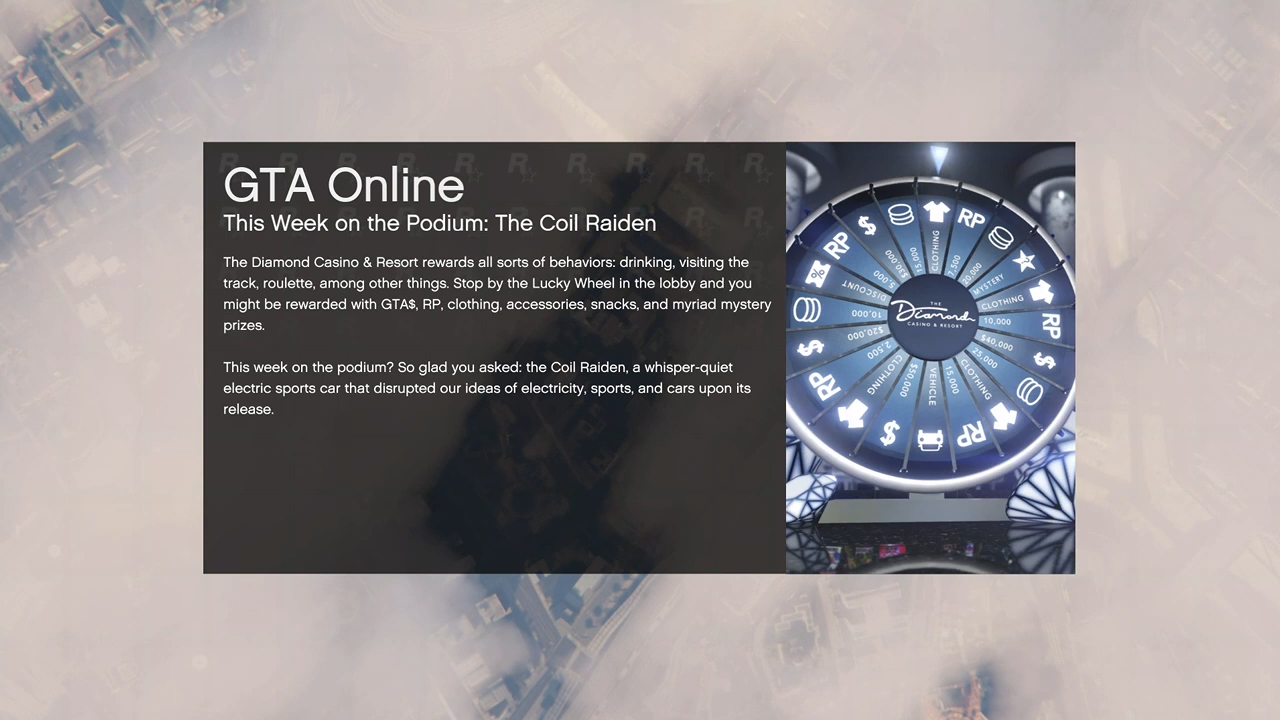 GTA Online
This Week on the Podium: The Coil Raiden
The Diamond Casino & Resort rewards all sorts of behaviors: drinking, visiting the
track, roulette, among other things. Stop by the Lucky Wheel in the lobby and you
might be rewarded with GTA$, RP, clothing, accessories, snacks, and myriad mystery
prizes.
This week on the podium? So glad you asked: the Coil Raiden, a whisper-quiet
electric sports car that disrupted our ideas of electricity, sports, and cars upon its
release.
CLOTHING
RP 7,500
20,000
MYSTERY
CLOTHING
RP 10,000
$ $40,000
25,000
CLOTHING
RP 15,000
VEHICLE
$ $50,000
CLOTHING
RP 2,500
$ $20,000
10,000
% DISCOUNT
RP 5,000
$ $30,000
15,000
THE
Diamond
CASINO & RESORT